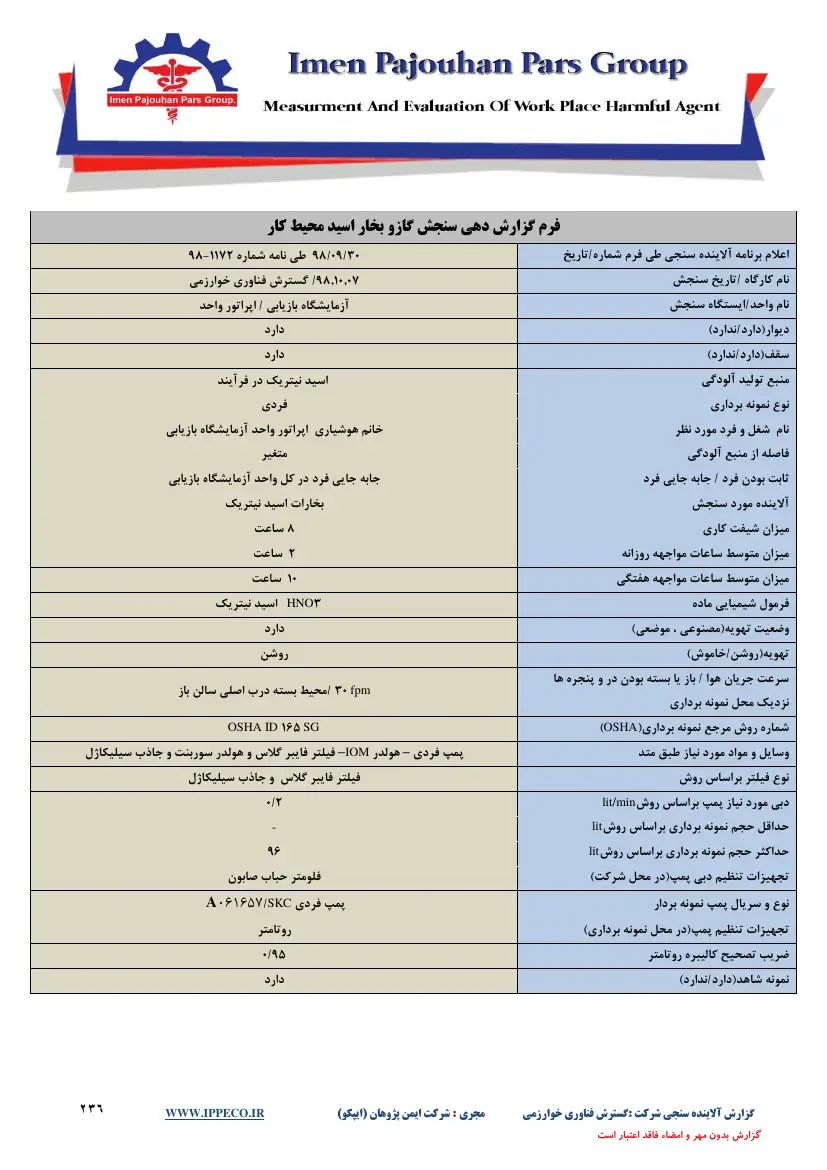 Imen Pajouhan Pars Group
Imen Pajouhan Pars Group.
Measurment And Evaluation Of Work Place Harmful Agent
فرم گزارش دهی سنجش گازو بخار اسید محیط کار
اعلام برنامه آلاینده سنجی طی فرم شماره/تاریخ ۹۸/۰۹/۳۰ طی نامه شماره ۱۱۷۲-۹۸
نام کارگاه /تاریخ سنجش ۹۸،۱۰،۰۷/ گسترش فناوری خوارزمی
نام واحد/ایستگاه سنجش آزمایشگاه بازیابی / اپراتور واحد
دیوار(دارد/ندارد) دارد
سقف(دارد/ندارد) دارد
منبع تولید آلودگی اسید نیتریک در فرآیند
نوع نمونه برداری فردی
نام شغل و فرد مورد نظر خانم هوشیاری اپراتور واحد آزمایشگاه بازیابی
فاصله از منبع آلودگی متغیر
ثابت بودن فرد / جابه جایی فرد جابه جایی فرد در کل واحد آزمایشگاه بازیابی
آلاینده مورد سنجش بخارات اسید نیتریک
میزان شیفت کاری ۸ ساعت
میزان متوسط ساعات مواجهه روزانه ۲ ساعت
میزان متوسط ساعات مواجهه هفتگی ۱۰ ساعت
فرمول شیمیایی ماده HNO۳ اسید نیتریک
وضعیت تهویه(مصنوعی ، موضعی) دارد
تهویه(روشن/خاموش) روشن
سرعت جریان هوا / باز یا بسته بودن در و پنجره ها
نزدیک محل نمونه برداری ۳۰ fpm /محیط بسته درب اصلی سالن باز
شماره روش مرجع نمونه برداری(OSHA) OSHA ID ۱۶۵ SG
وسایل و مواد مورد نیاز طبق متد پمپ فردی – هولدر IOM– فیلتر فایبر گلاس و هولدر سوربنت و جاذب سیلیکاژل
نوع فیلتر براساس روش فیلتر فایبر گلاس و جاذب سیلیکاژل
دبی مورد نیاز پمپ براساس روش lit/min ۰/۲
حداقل حجم نمونه برداری براساس روش lit -
حداکثر حجم نمونه برداری براساس روش lit ۹۶
تجهیزات تنظیم دبی پمپ(در محل شرکت) فلومتر حباب صابون
نوع و سریال پمپ نمونه بردار پمپ فردی A۰۶۱۶۵۷/SKC
تجهیزات تنظیم پمپ(در محل نمونه برداری) روتامتر
ضریب تصحیح کالیبره روتامتر ۰/۹۵
نمونه شاهد(دارد/ندارد) دارد
گزارش آلاینده سنجی شرکت :گسترش فناوری خوارزمی مجری : شرکت ایمن پژوهان (ایپکو) WWW.IPPECO.IR ۲۳۶
گزارش بدون مهر و امضاء فاقد اعتبار است